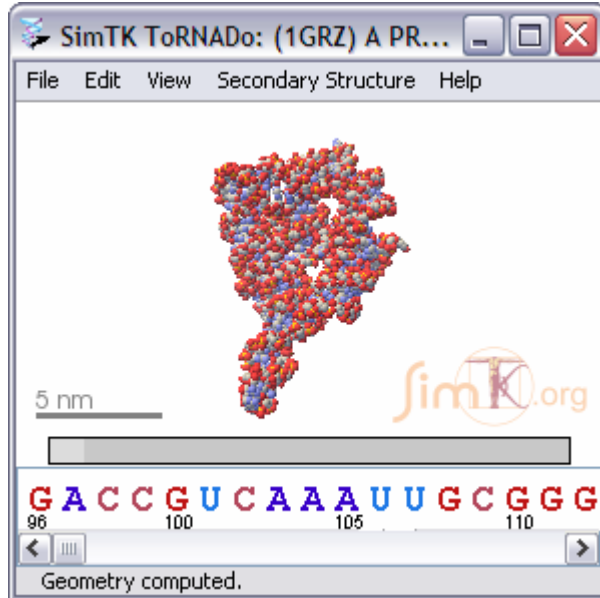 SimTK ToRNADo: (1GRZ) A PR...
File Edit View Secondary Structure Help
5 nm
SimTK.org
G A C C G U C A A A U U G C G G G
96 100 105 110
Geometry computed.